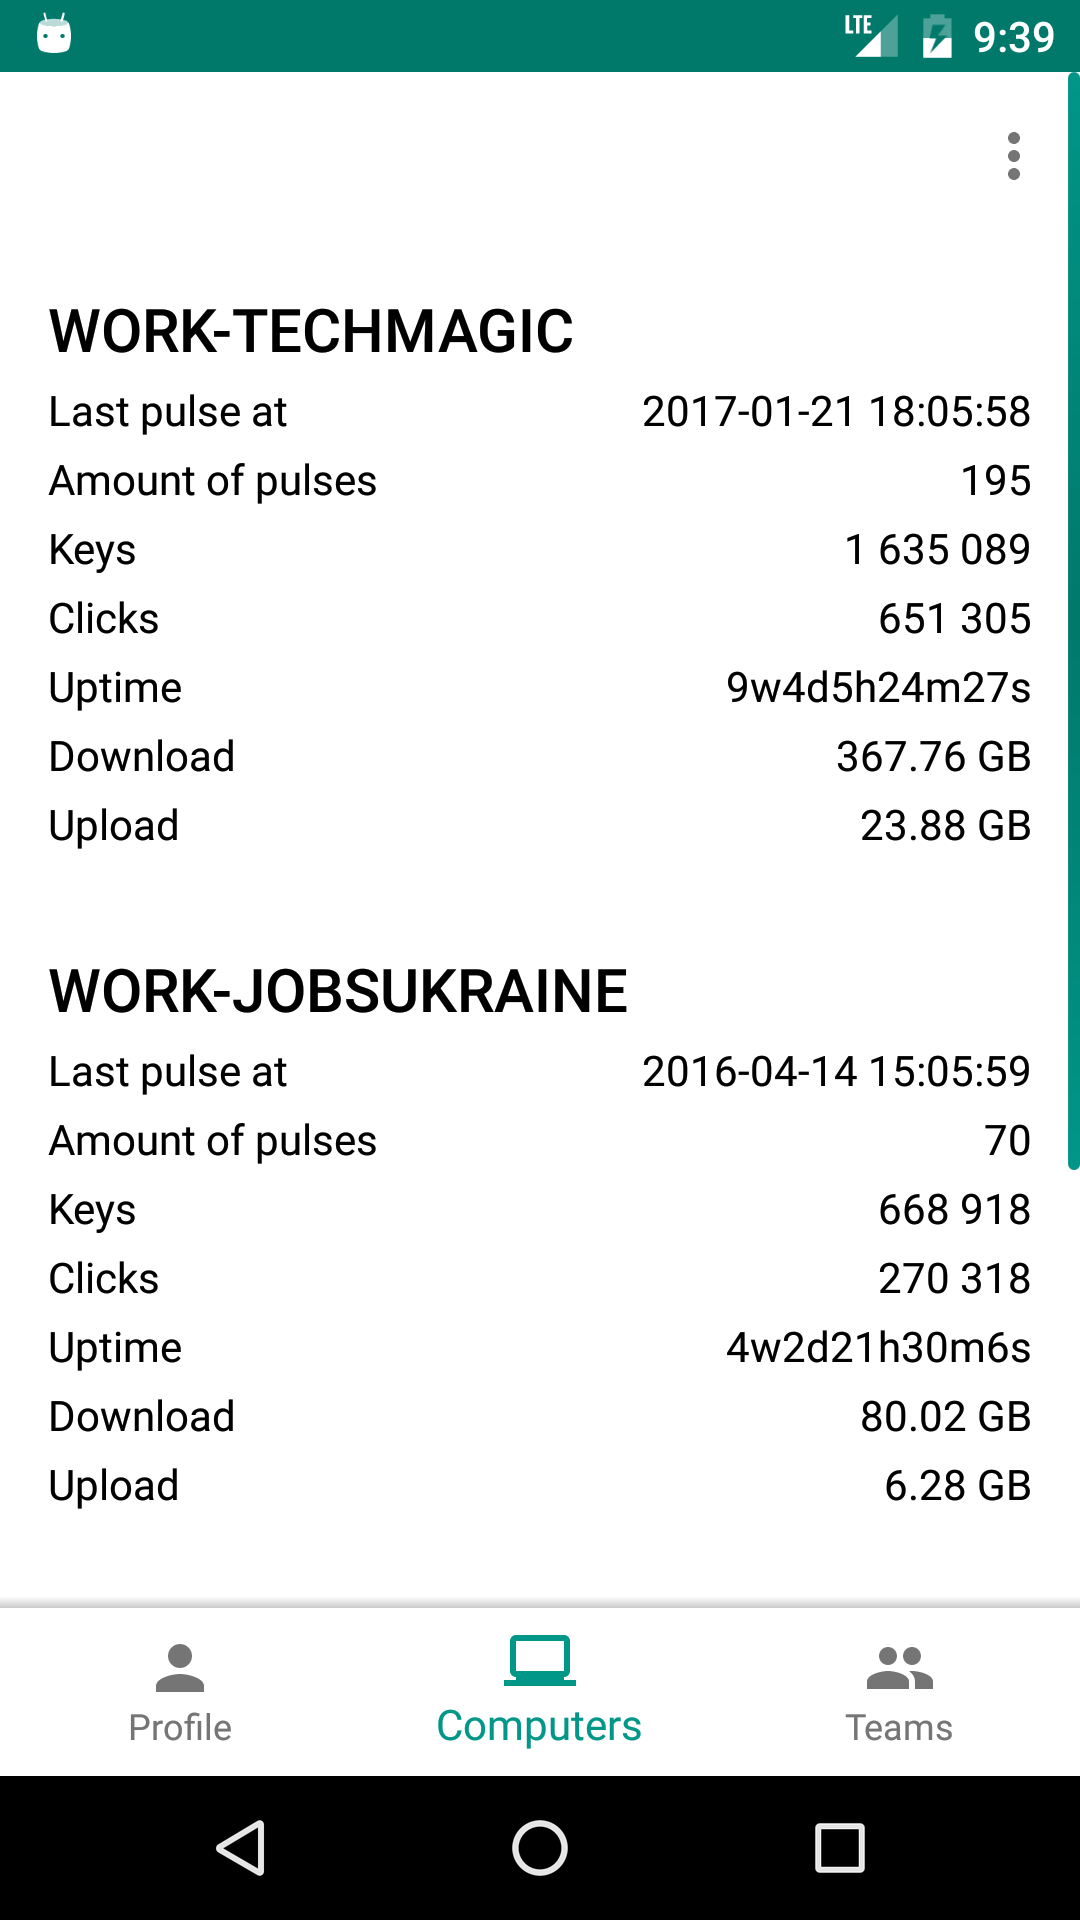 LTE 9:39
WORK-TECHMAGIC
Last pulse at 2017-01-21 18:05:58
Amount of pulses 195
Keys 1 635 089
Clicks 651 305
Uptime 9w4d5h24m27s
Download 367.76 GB
Upload 23.88 GB
WORK-JOBSUKRAINE
Last pulse at 2016-04-14 15:05:59
Amount of pulses 70
Keys 668 918
Clicks 270 318
Uptime 4w2d21h30m6s
Download 80.02 GB
Upload 6.28 GB
Profile Computers Teams